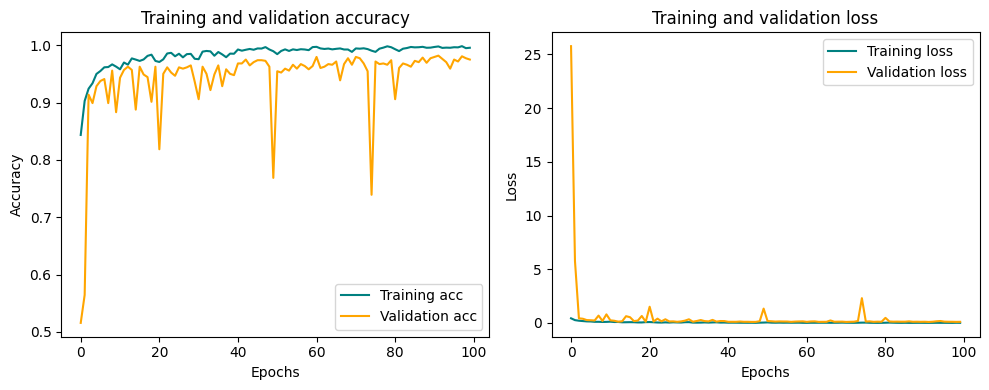 Training and validation accuracy
1.0
0.9
0.8
0.7
0.6
0.5
Accuracy
0
20
40
60
80
100
Epochs
Training acc
Validation acc
Training and validation loss
25
20
15
10
5
0
Loss
0
20
40
60
80
100
Epochs
Training loss
Validation loss